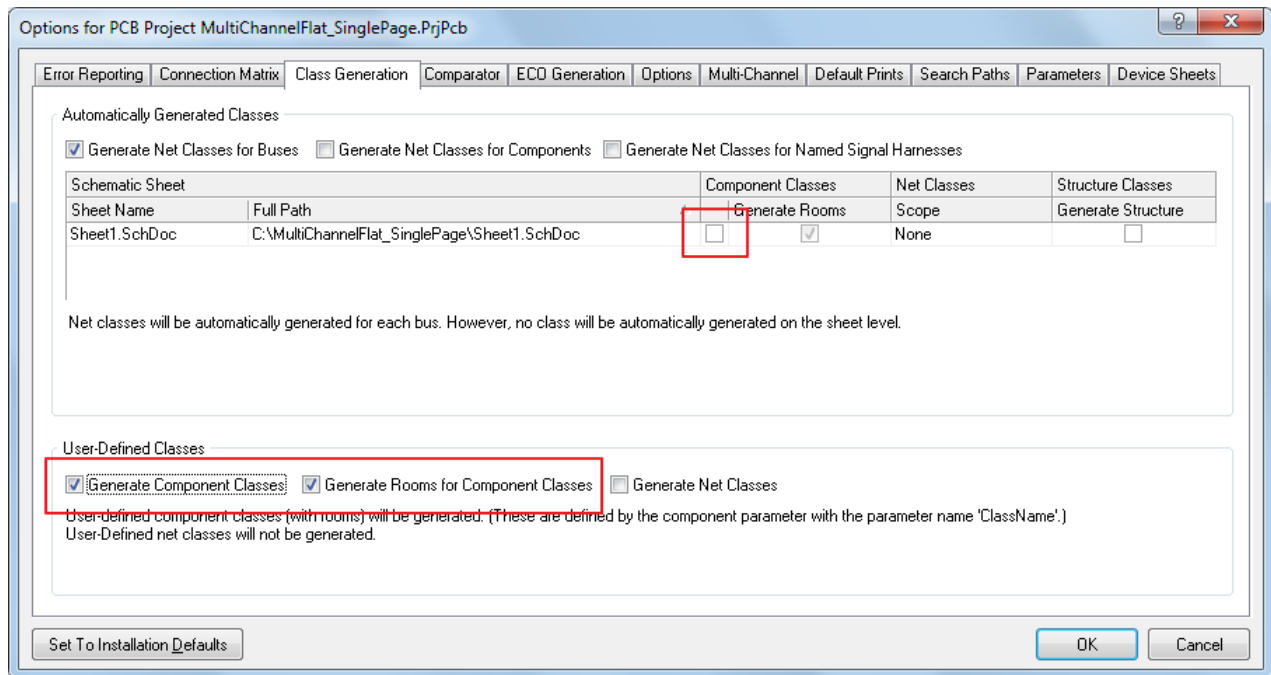 Options for PCB Project MultiChannelFlat_SinglePage.PrjPcb
Error Reporting Connection Matrix Class Generation Comparator ECO Generation Options Multi-Channel Default Prints Search Paths Parameters Device Sheets
Automatically Generated Classes
Generate Net Classes for Buses Generate Net Classes for Components Generate Net Classes for Named Signal Harnesses
Schematic Sheet Component Classes Net Classes Structure Classes
Sheet Name Full Path Generate Rooms Scope Generate Structure
Sheet1.SchDoc C:\MultiChannelFlat_SinglePage\Sheet1.SchDoc None
Net classes will be automatically generated for each bus. However, no class will be automatically generated on the sheet level.
User-Defined Classes
Generate Component Classes Generate Rooms for Component Classes Generate Net Classes
User-defined component classes (with rooms) will be generated. (These are defined by the component parameter with the parameter name 'ClassName'.)
User-Defined net classes will not be generated.
Set To Installation Defaults OK Cancel